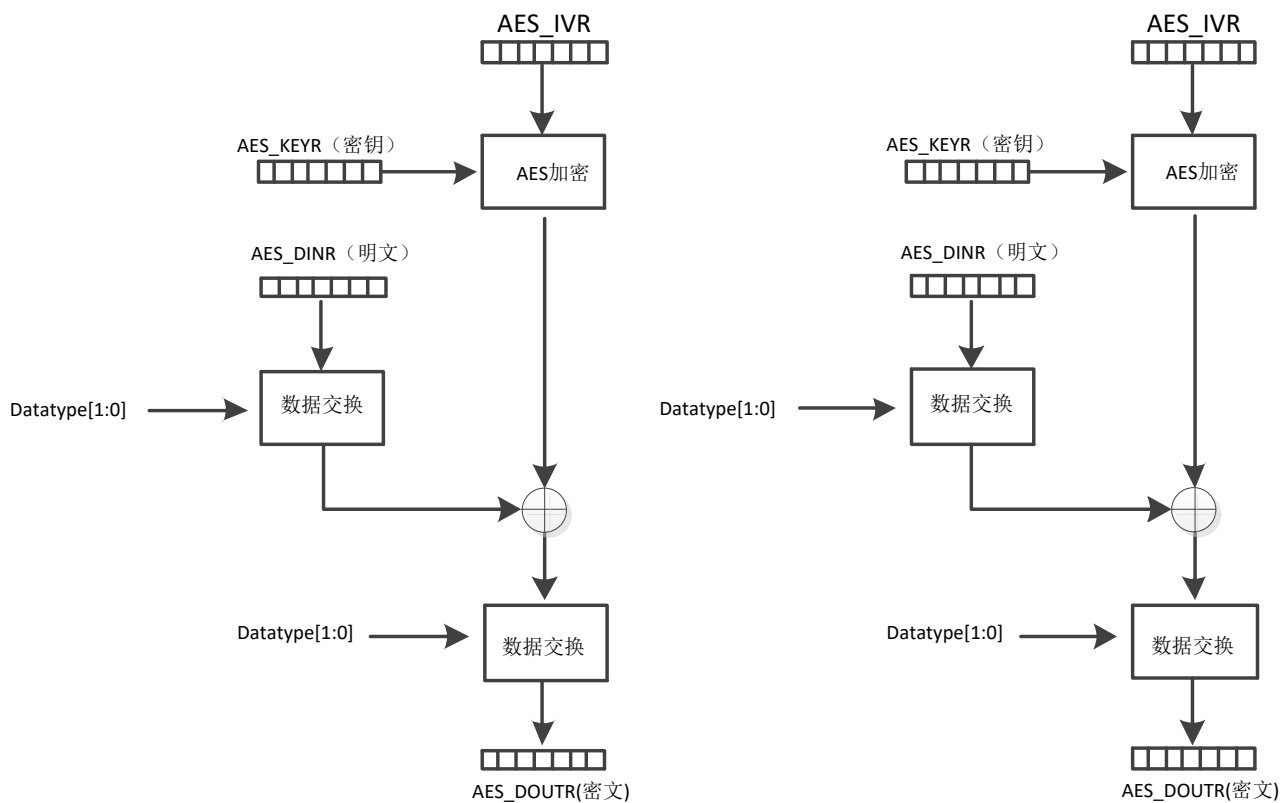 AES_IVR
AES_KEYR（密钥）
AES加密
AES_DINR（明文）
Datatype[1:0]
数据交换
Datatype[1:0]
数据交换
AES_DOUTR(密文)
AES_IVR
AES_KEYR（密钥）
AES加密
AES_DINR（明文）
Datatype[1:0]
数据交换
Datatype[1:0]
数据交换
AES_DOUTR(密文)